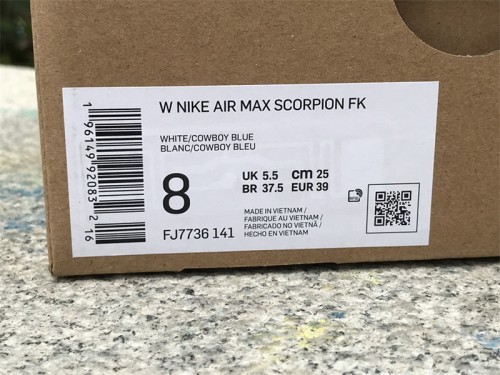 W NIKE AIR MAX SCORPION FK
WHITE/COWBOY BLUE
BLANC/COWBOY BLEU
8
UK 5.5 cm 25
BR 37.5 EUR 39
FJ7736 141
MADE IN VIETNAM /
FABRIQUE AU VIETNAM /
FABRICADO NO VIETNÃ /
HECHO EN VIETNAM
1 96149 92083 2 16